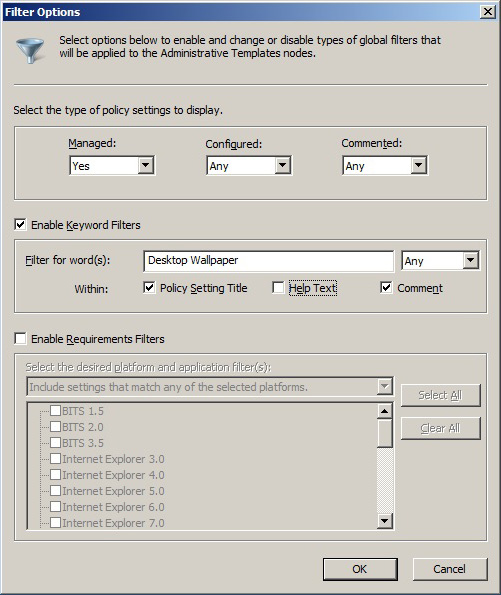 Filter Options
Select options below to enable and change or disable types of global filters that
will be applied to the Administrative Templates nodes.
Select the type of policy settings to display.
Managed: Configured: Commented:
Yes Any Any
Enable Keyword Filters
Filter for word(s): Desktop Wallpaper Any
Within: Policy Setting Title Help Text Comment
Enable Requirements Filters
Select the desired platform and application filter(s):
Include settings that match any of the selected platforms. Select All
BITS 1.5
BITS 2.0 Clear All
BITS 3.5
Internet Explorer 3.0
Internet Explorer 4.0
Internet Explorer 5.0
Internet Explorer 6.0
Internet Explorer 7.0
OK Cancel